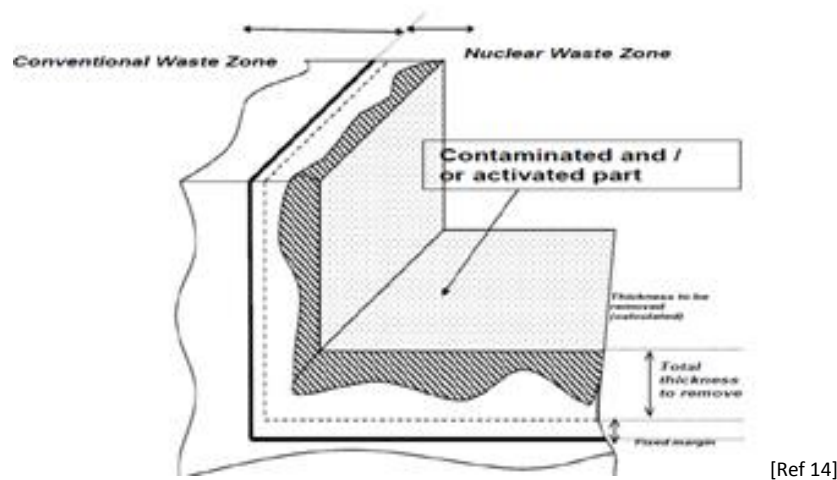 Conventional Waste Zone
Nuclear Waste Zone
Contaminated and /
or activated part
Thickness to be
removed
(calculated)
Total
thickness
to remove
Fixed margin
[Ref 14]